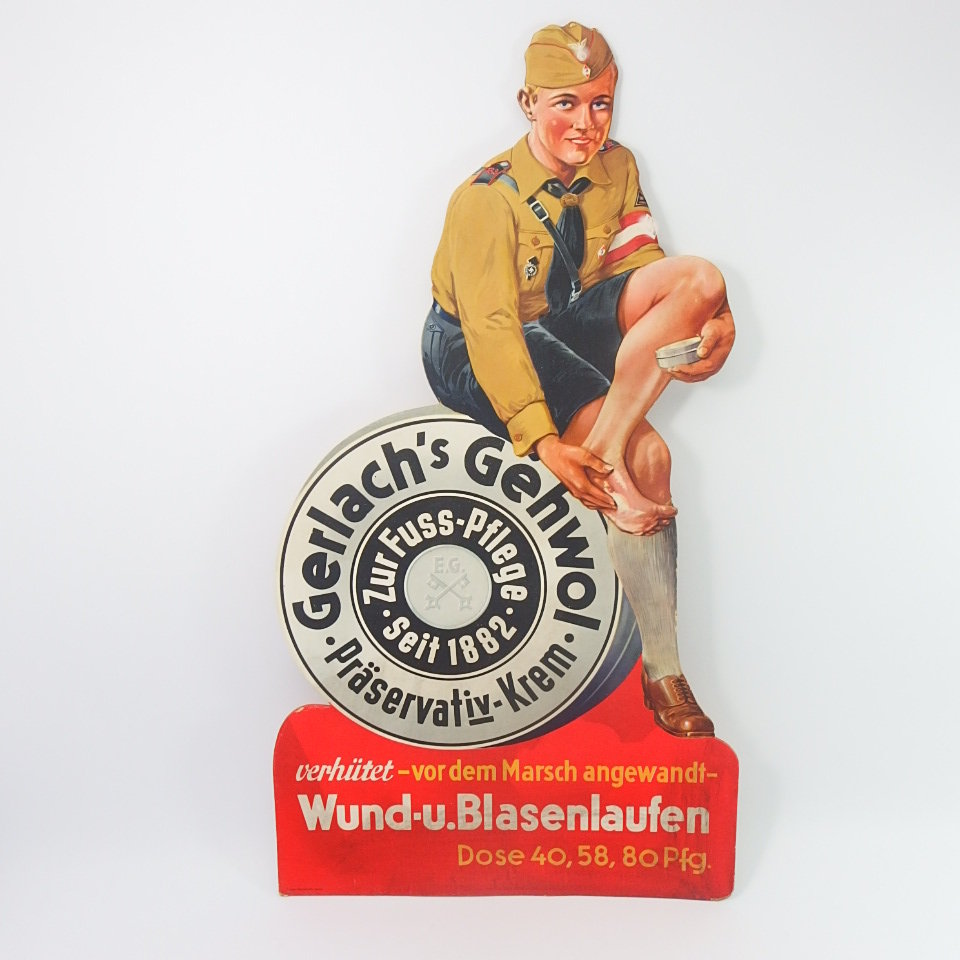 Gerlach's Gehwol
Präservativ-Krem
Zur Fuss-Pflege
Seit 1882
E.G.
verhütet –vor dem Marsch angewandt–
Wund-u.Blasenlaufen
Dose 40, 58, 80 Pfg.